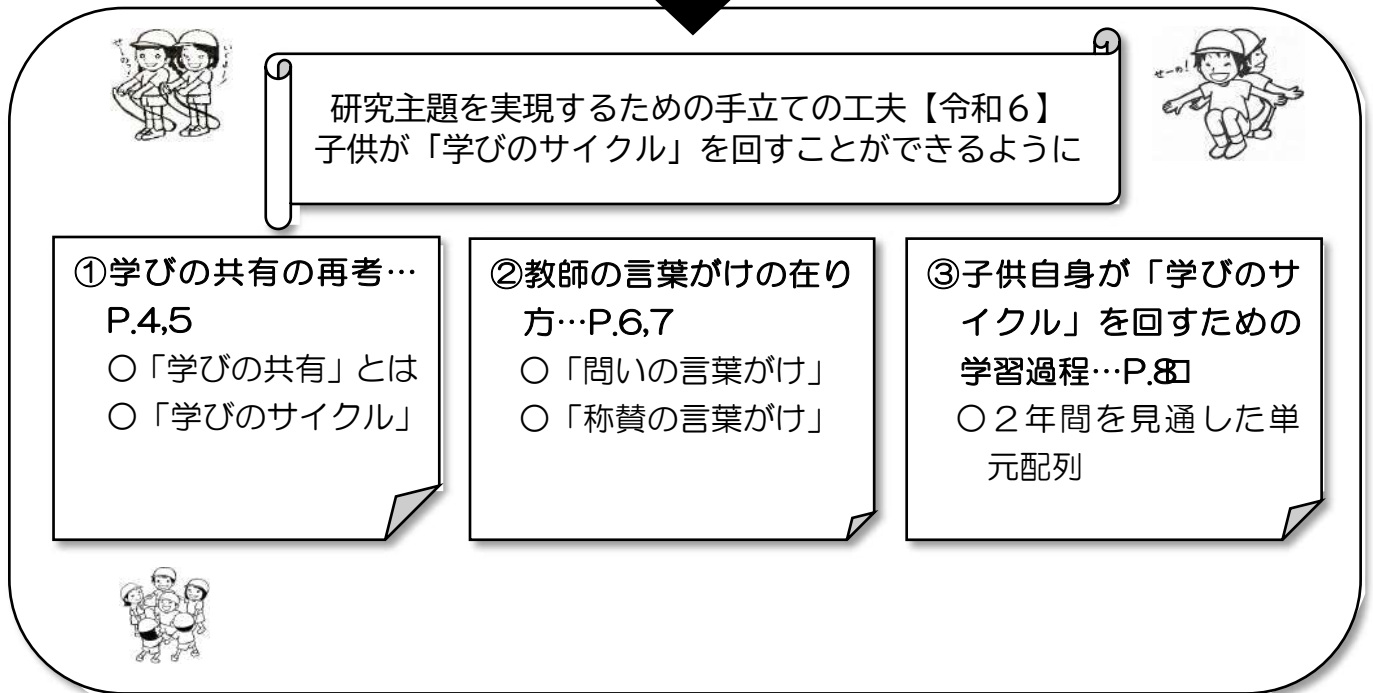 研究主題を実現するための手立ての工夫【令和6】
子供が「学びのサイクル」を回すことができるように
①学びの共有の再考…
P.4,5
○「学びの共有」とは
○「学びのサイクル」
②教師の言葉がけの在り
方…P.6,7
○「問いの言葉がけ」
○「称賛の言葉がけ」
③子供自身が「学びのサ
イクル」を回すための
学習過程…P.8
○2年間を見通した単
元配列
せーの!